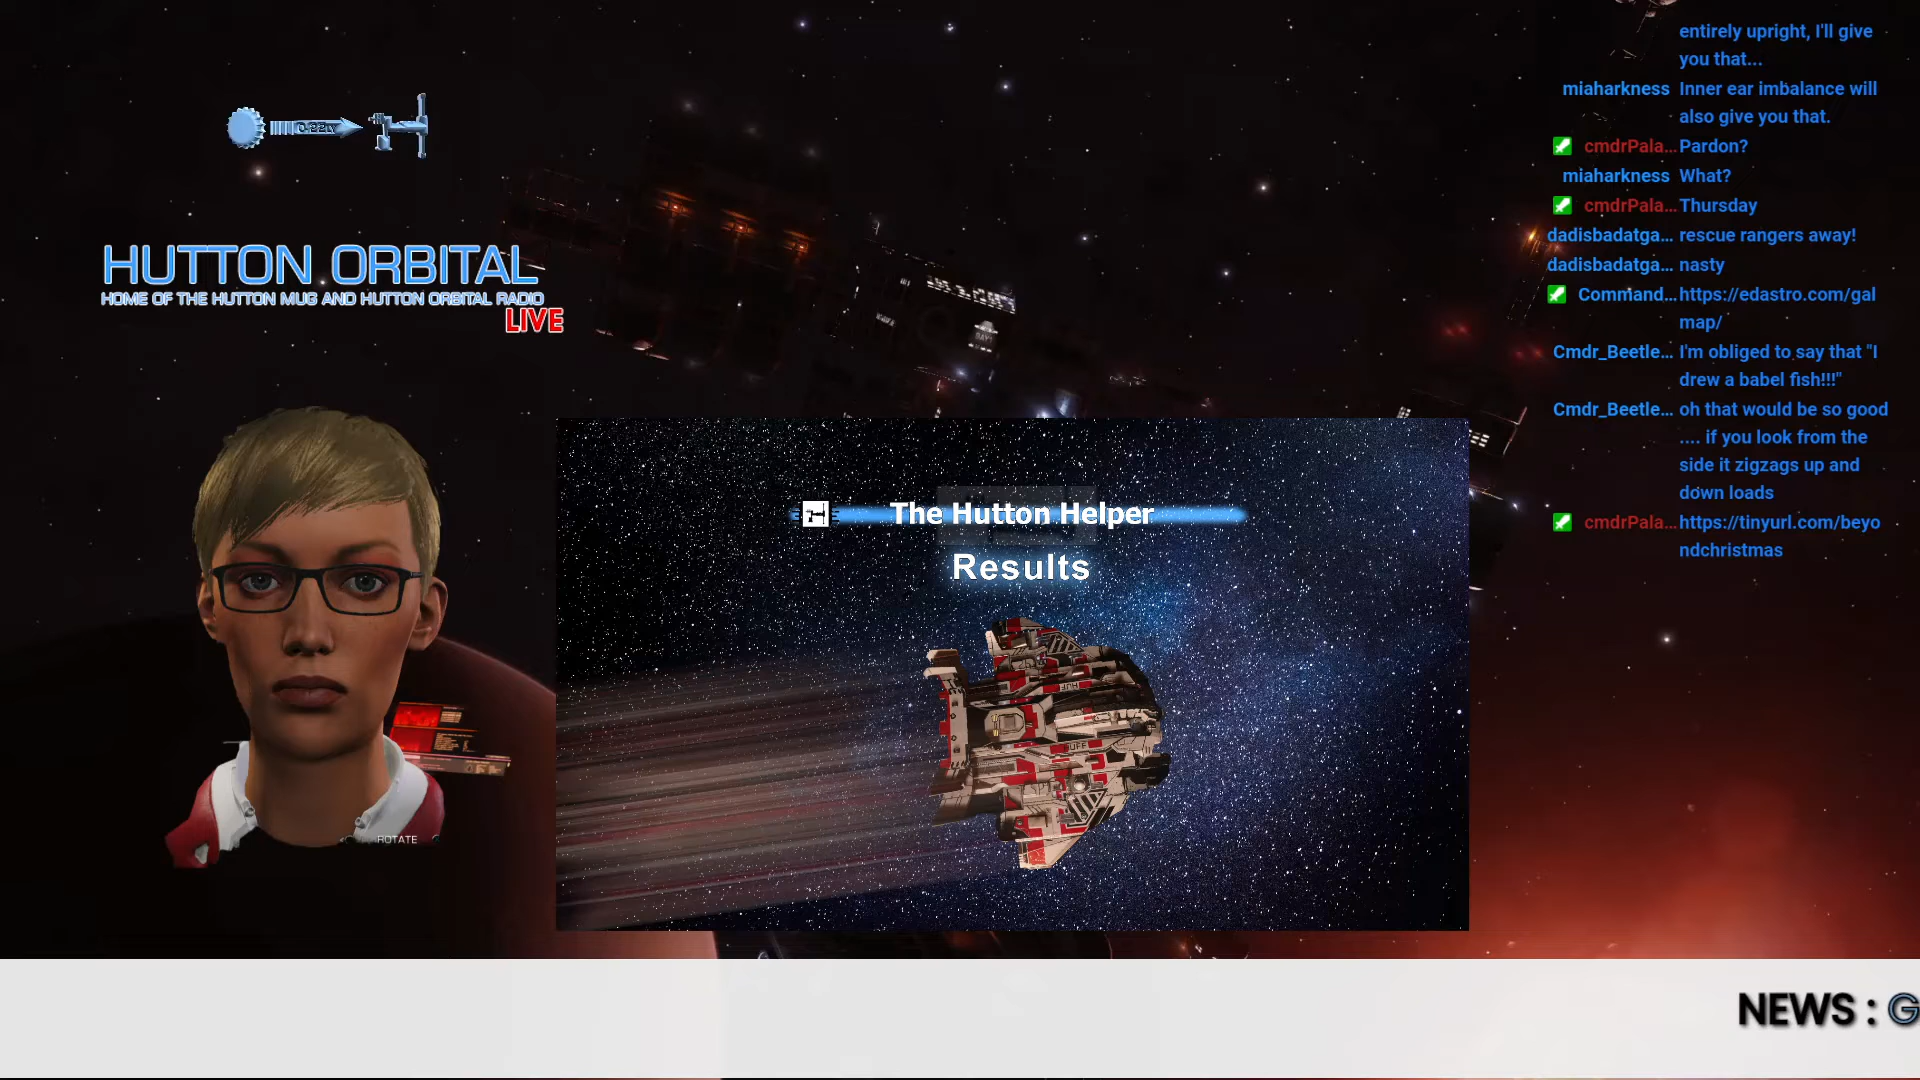 0.22LY
HUTTON ORBITAL
HOME OF THE HUTTON MUG AND HUTTON ORBITAL RADIO
LIVE
The Hutton Helper
Results
HUFF
ROTATE
entirely upright, I'll give
you that...
miaharkness Inner ear imbalance will
also give you that.
cmdrPala... Pardon?
miaharkness What?
cmdrPala... Thursday
dadisbadatga... rescue rangers away!
dadisbadatga... nasty
Command... https://edastro.com/gal
map/
Cmdr_Beetle... I'm obliged to say that "I
drew a babel fish!!!"
Cmdr_Beetle... oh that would be so good
.... if you look from the
side it zigzags up and
down loads
cmdrPala... https://tinyurl.com/beyo
ndchristmas
NEWS : G